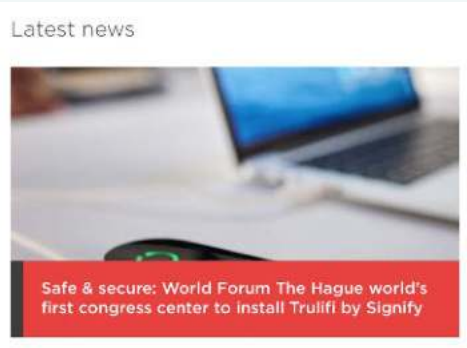 Latest news
Safe & secure: World Forum The Hague world's
first congress center to install Trulifi by Signify